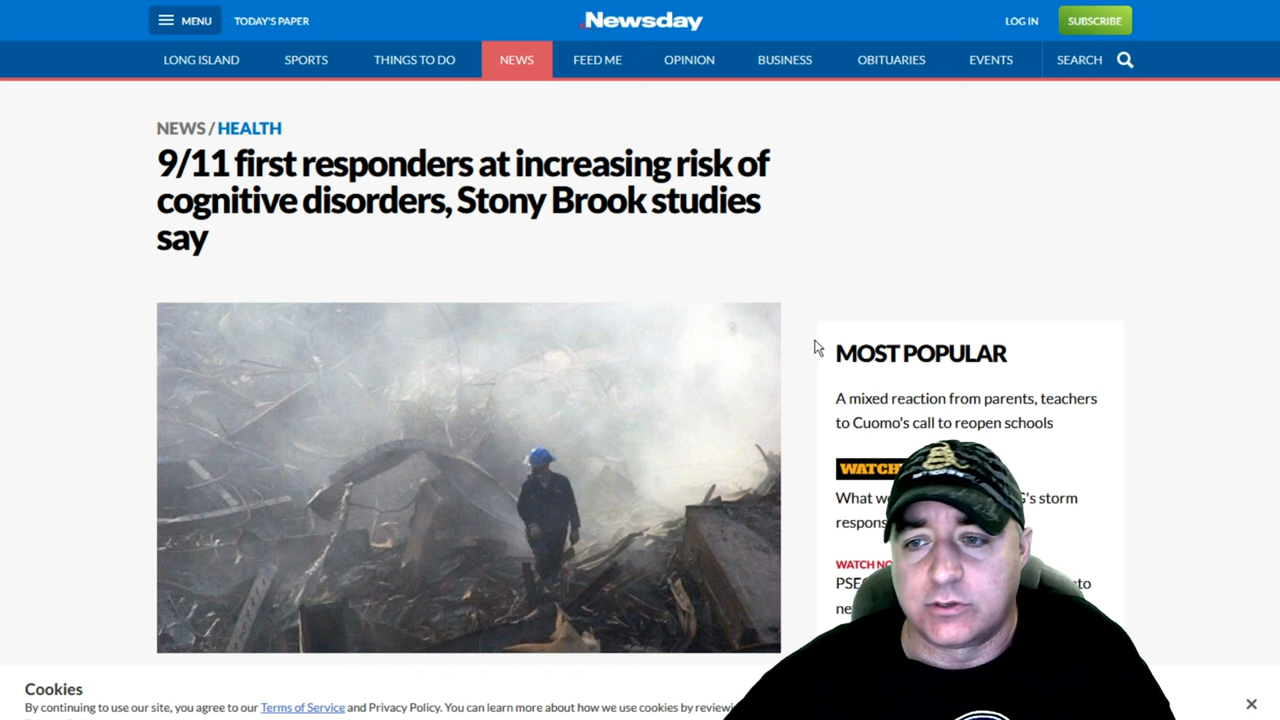 MENU
TODAY'S PAPER
.Newsday
LOG IN
SUBSCRIBE
LONG ISLAND
SPORTS
THINGS TO DO
NEWS
FEED ME
OPINION
BUSINESS
OBITUARIES
EVENTS
SEARCH
NEWS / HEALTH
9/11 first responders at increasing risk of
cognitive disorders, Stony Brook studies
say
MOST POPULAR
A mixed reaction from parents, teachers
to Cuomo's call to reopen schools
WATCH
What storm
WATCH
Cookies
By continuing to use our site, you agree to our Terms of Service and Privacy Policy. You can learn more about how we use cookies by